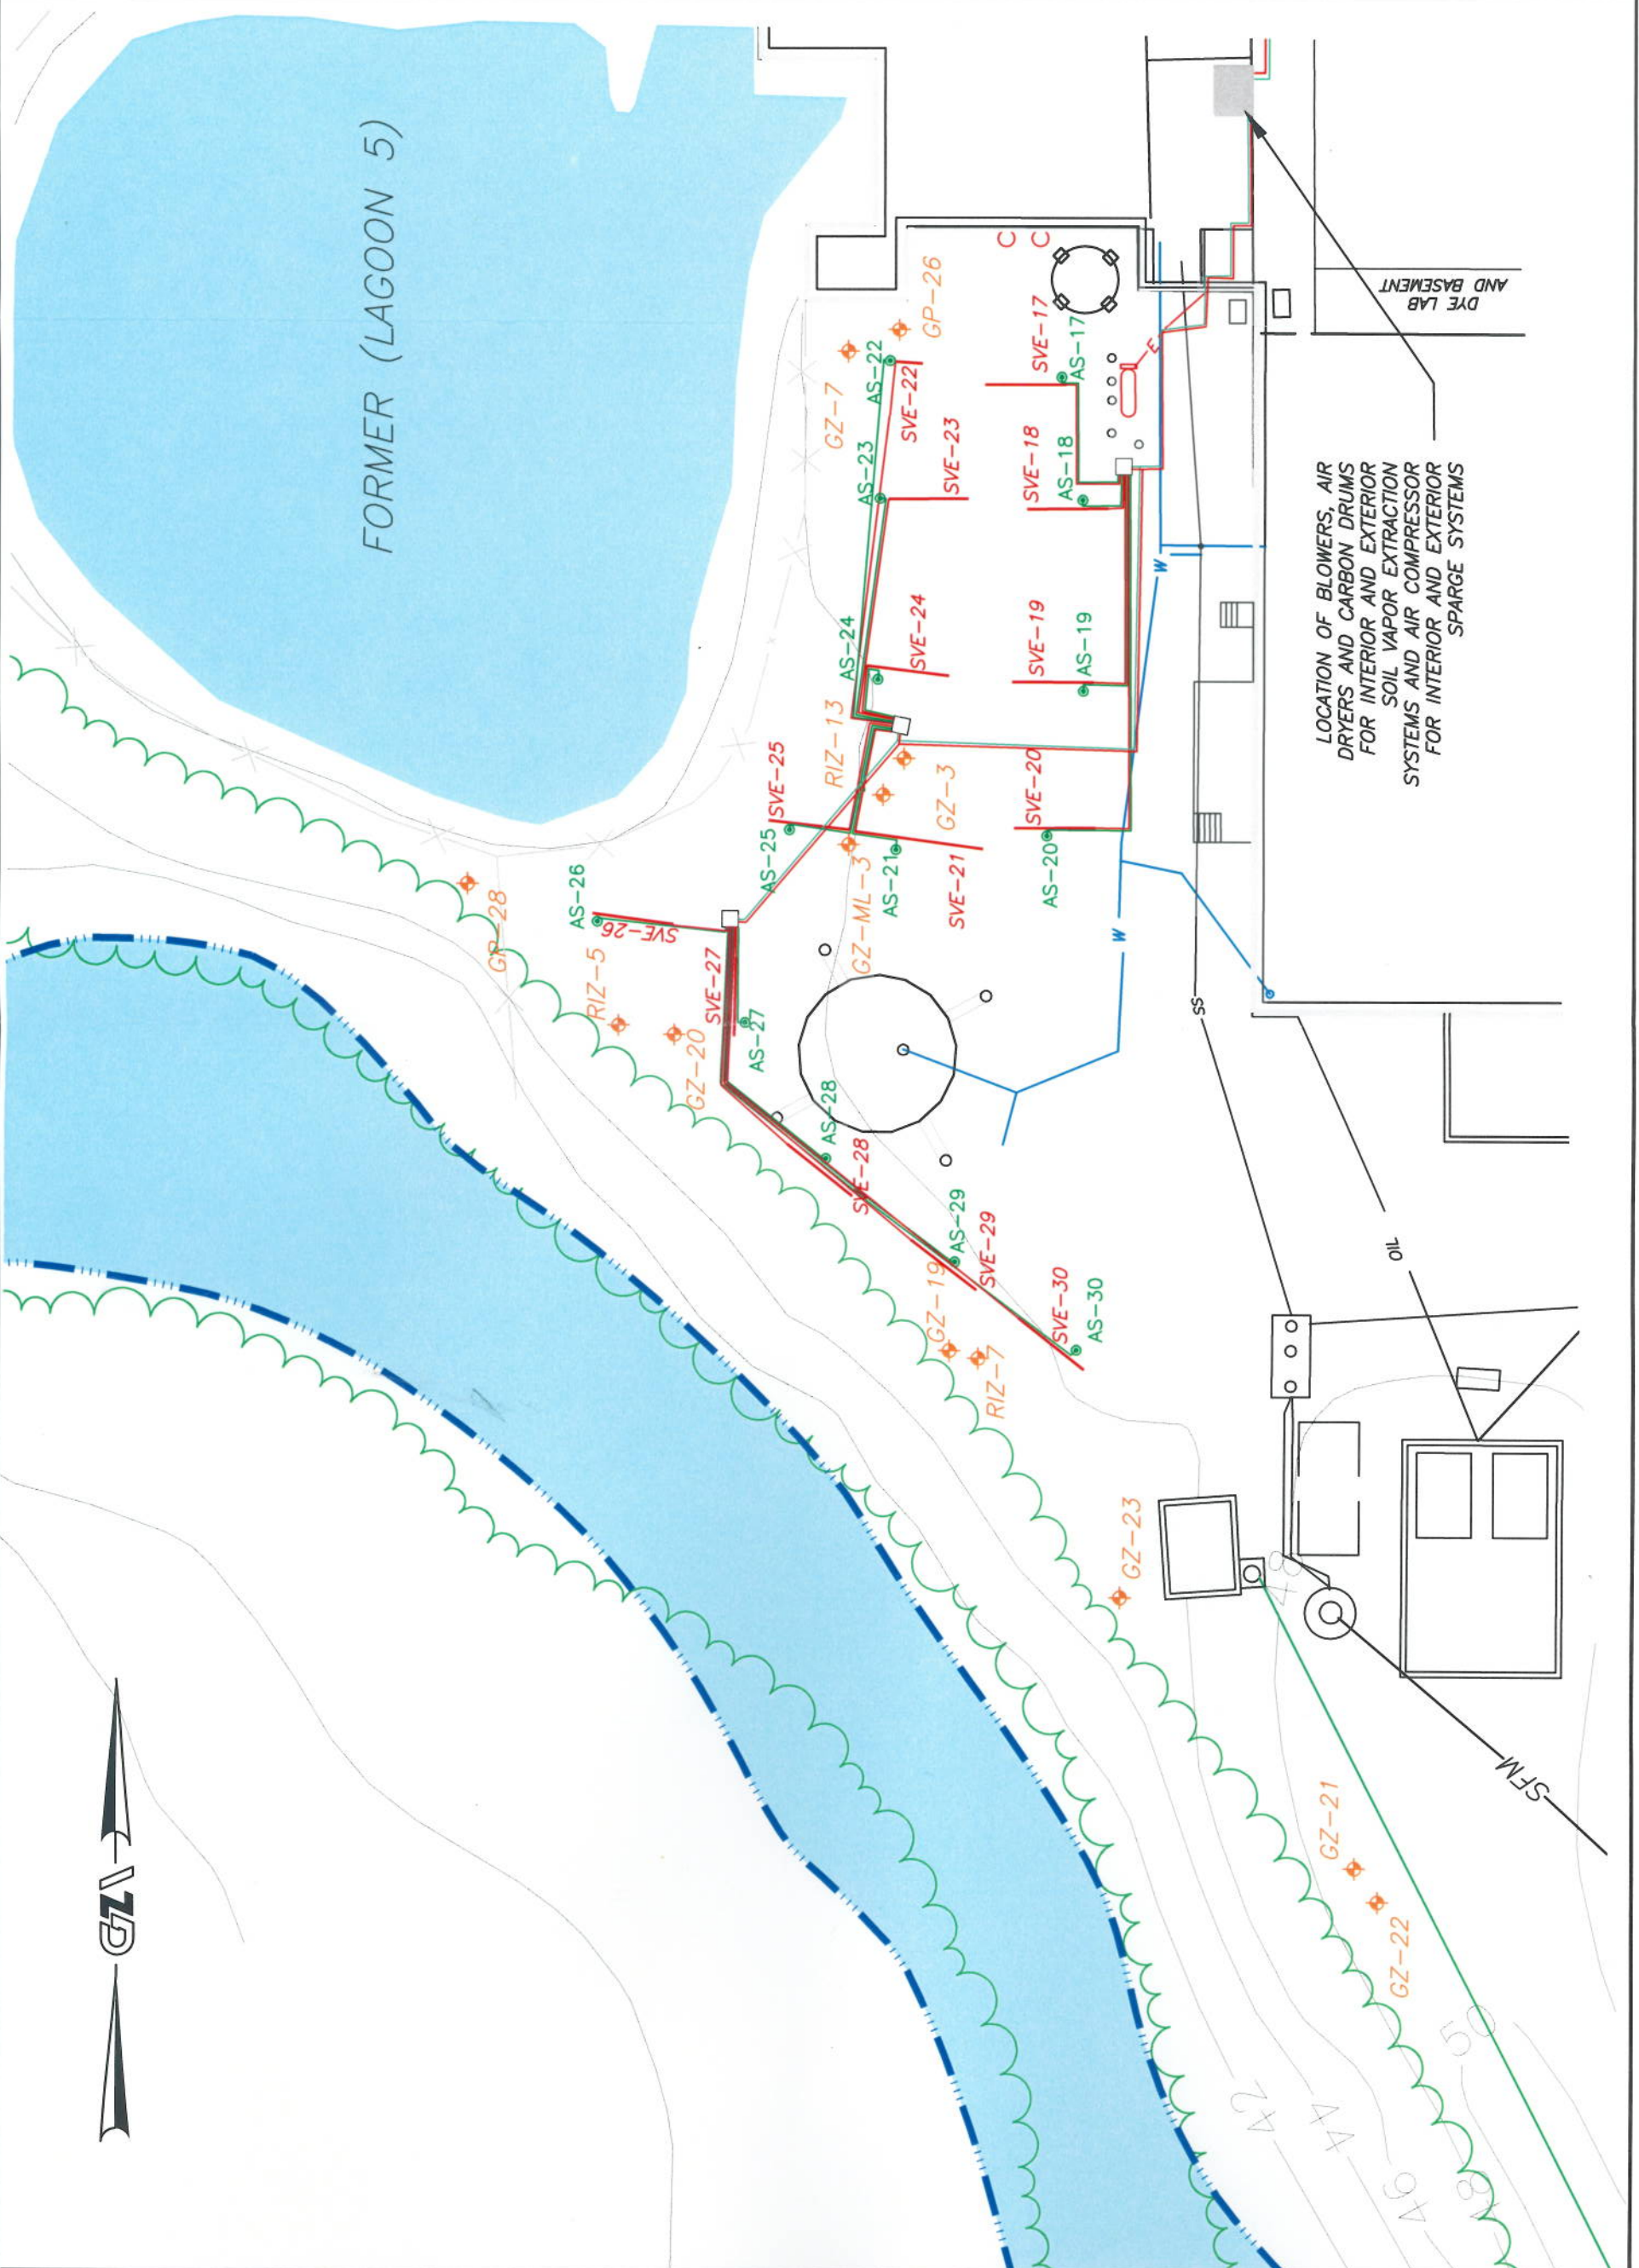 FORMER (LAGOON 5)
DYE LAB
AND BASEMENT
LOCATION OF BLOWERS, AIR
DRYERS AND CARBON DRUMS
FOR INTERIOR AND EXTERIOR
SOIL VAPOR EXTRACTION
SYSTEMS AND AIR COMPRESSOR
FOR INTERIOR AND EXTERIOR
SPARGE SYSTEMS
C
C
GP-26
GZ-7
AS-22
SVE-22
AS-23
SVE-23
SVE-17
AS-17
E
SVE-18
AS-18
W
AS-24
SVE-24
SVE-19
AS-19
RIZ-13
GZ-3
SVE-25
AS-25
SVE-20
AS-20
GZ-ML-3
AS-21
SVE-21
W
AS-26
SVE-26
GP-28
RIZ-5
GZ-20
SVE-27
AS-27
AS-28
SVE-28
AS-29
SVE-29
GZ-19
RIZ-7
SVE-30
AS-30
SS
OIL
GZ-23
48
SFM
GZ-21
GZ-22
50
42
44
46
48
GZ\